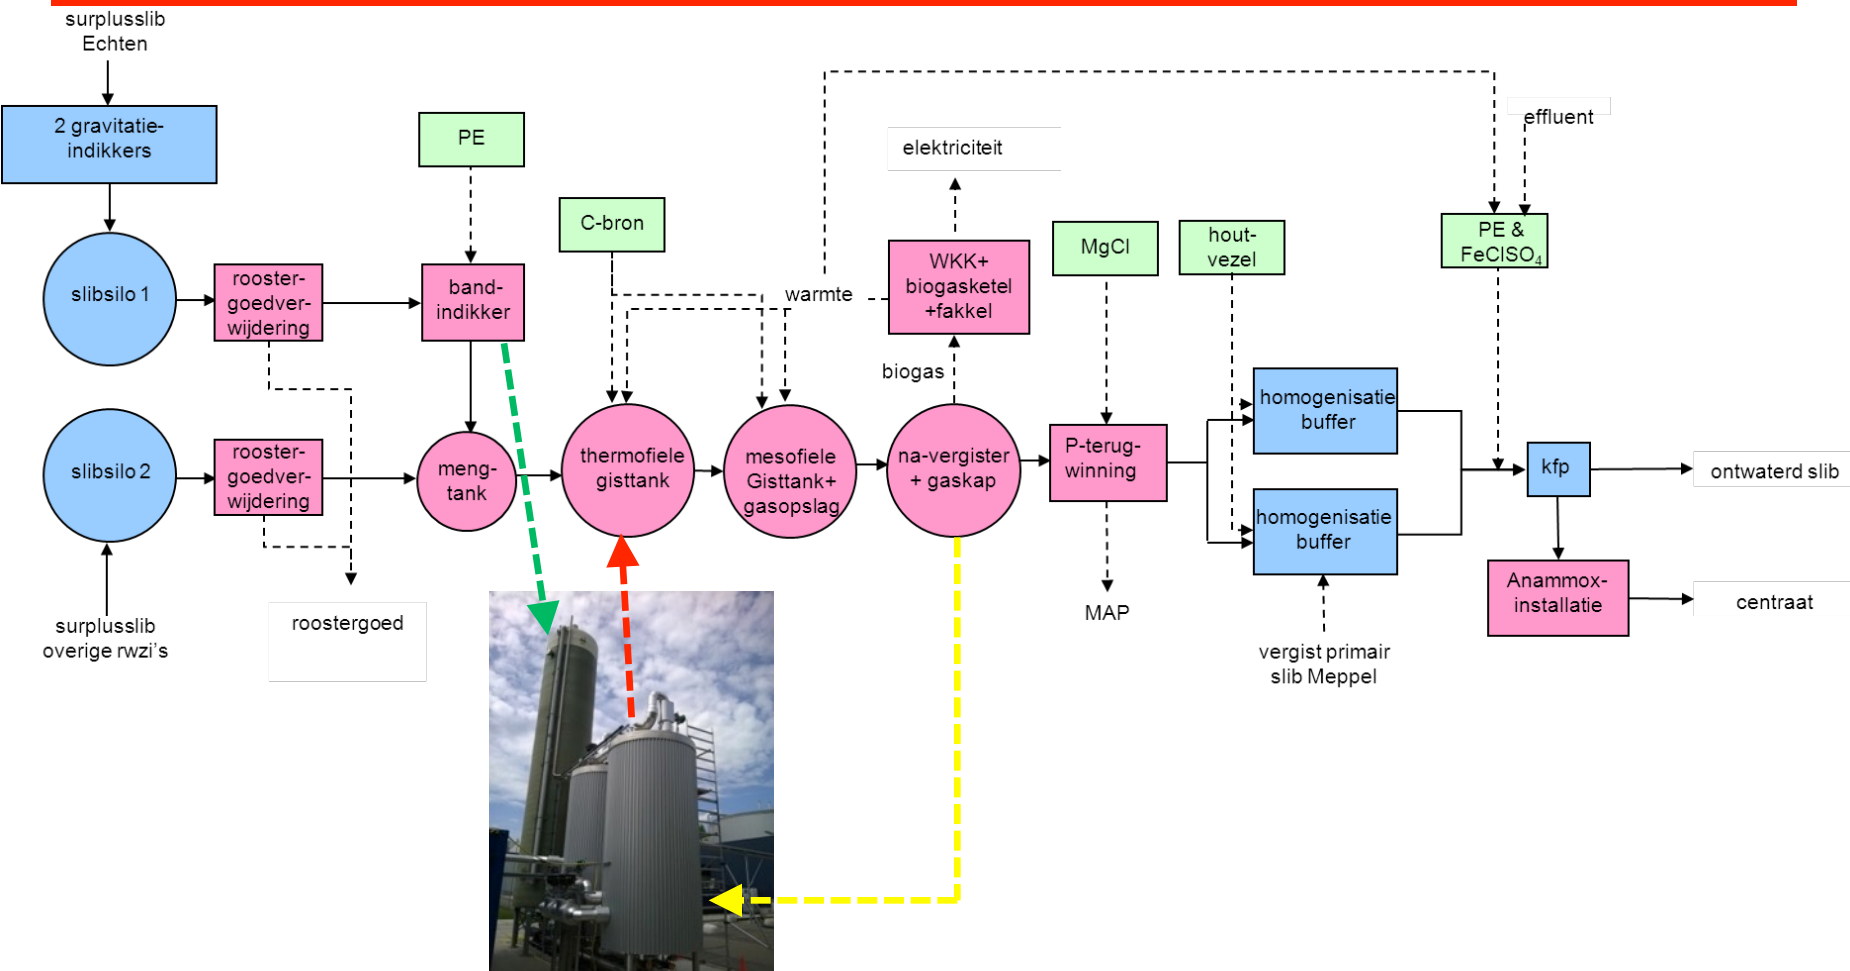 surplusslib
Echten
2 gravitatie-
indikkers
PE
elektriciteit
effluent
C-bron
MgCl
hout-
vezel
PE &
FeClSO4
slibsilo 1
rooster-
goedver-
wijdering
band-
indikker
warmte
WKK+
biogasketel
+fakkel
biogas
slibsilo 2
rooster-
goedver-
wijdering
meng-
tank
thermofiele
gisttank
mesofiele
Gisttank+
gasopslag
na-vergister
+ gaskap
P-terug-
winning
homogenisatie
buffer
homogenisatie
buffer
kfp
ontwaterd slib
Anammox-
installatie
centraat
surplusslib
overige rwzi's
roostergoed
MAP
vergist primair
slib Meppel